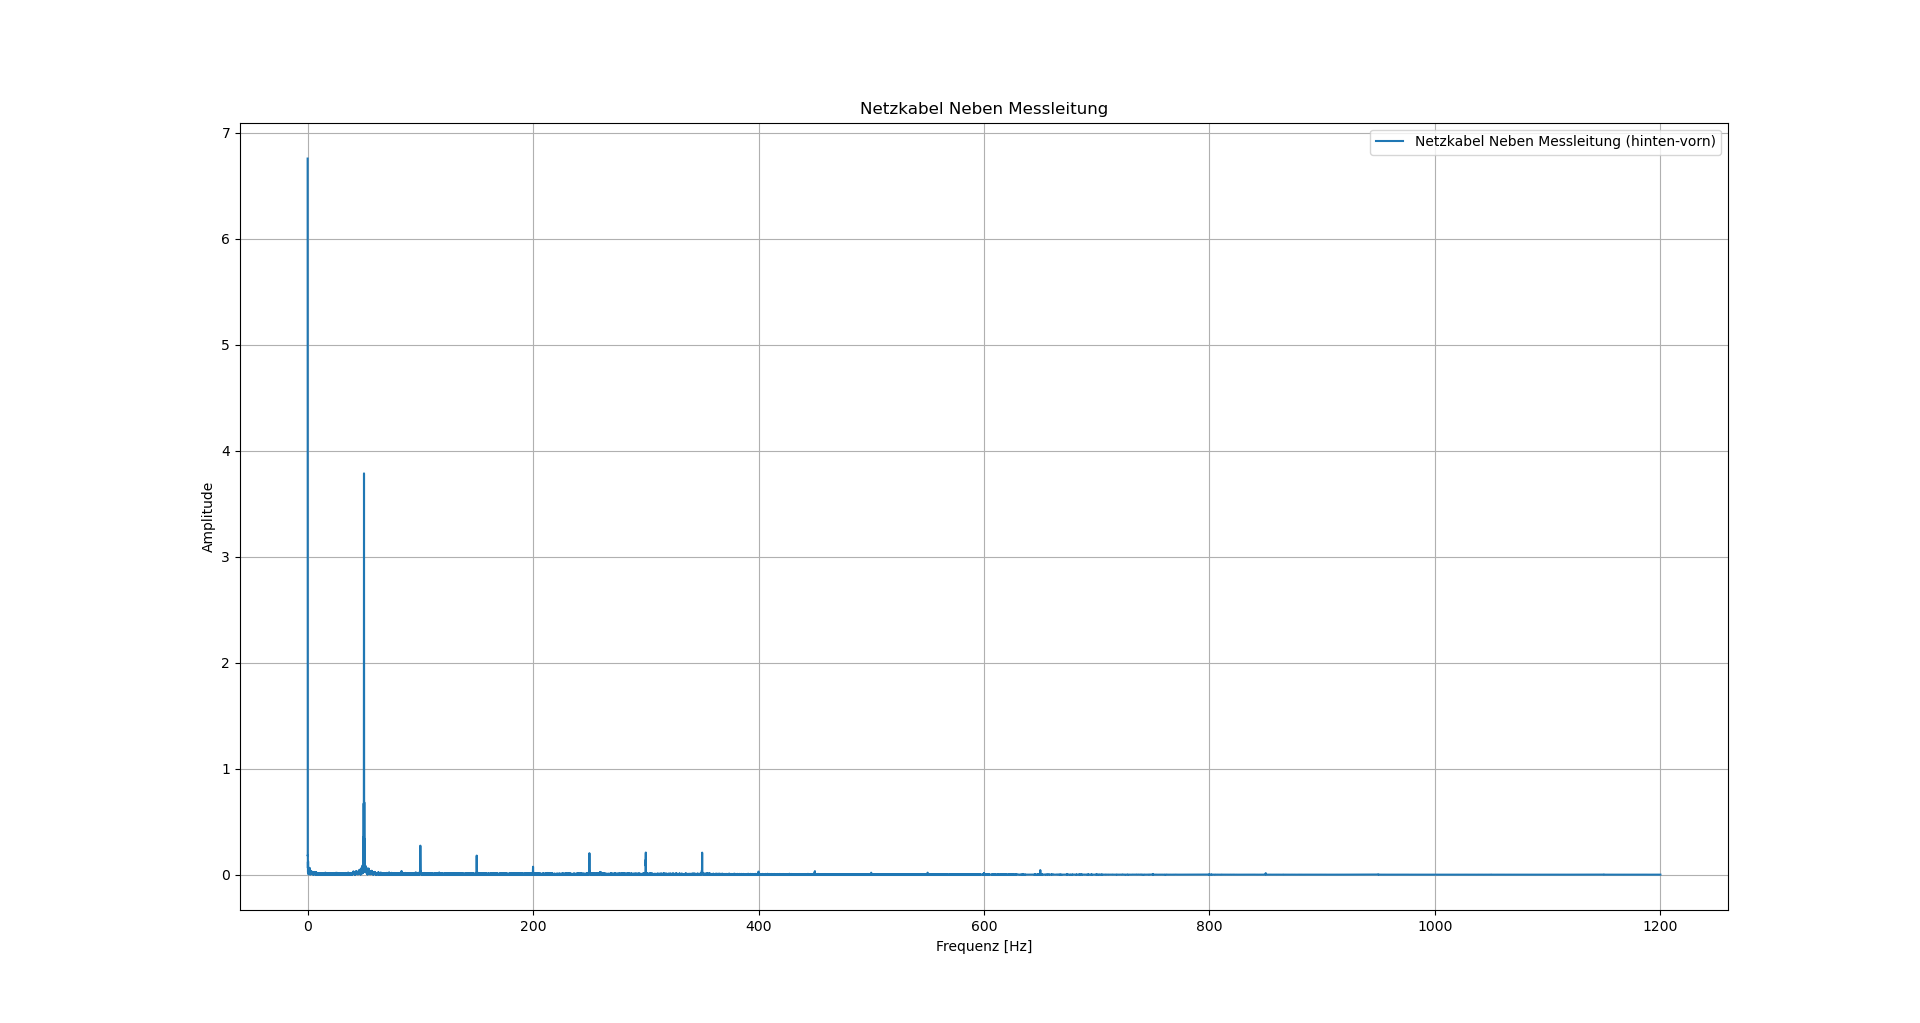 Netzkabel Neben Messleitung
Netzkabel Neben Messleitung (hinten-vorn)
7
6
5
4
3
2
1
0
Amplitude
0 200 400 600 800 1000 1200
Frequenz [Hz]